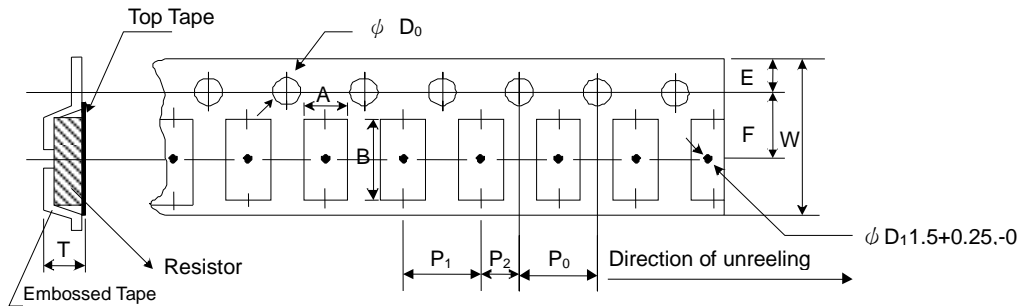 Top Tape
ϕ D₀
E
A
F
W
B
ϕ D₁1.5+0.25,-0
T
Resistor
P₁
P₂
P₀
Direction of unreeling
Embossed Tape